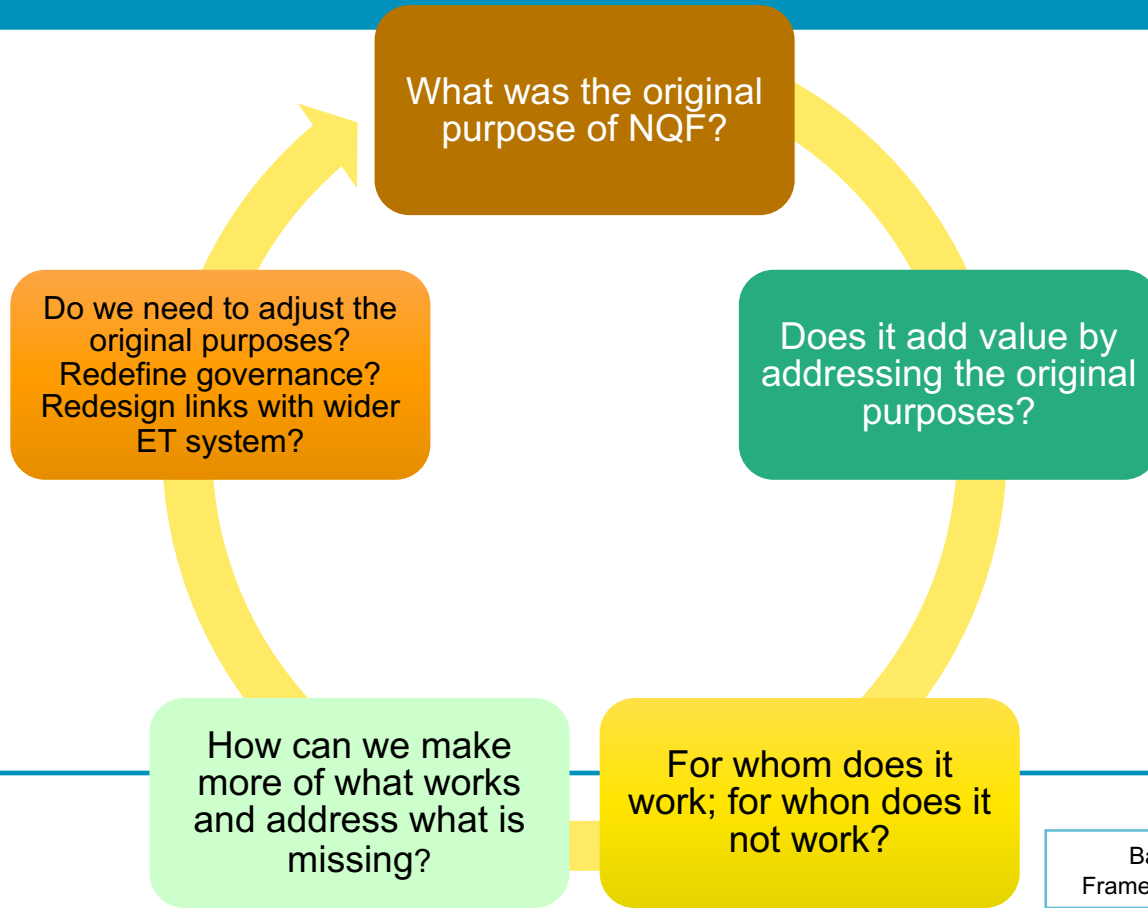 What was the original
purpose of NQF?
Does it add value by
addressing the original
purposes?
For whom does it
work; for whon does it
not work?
How can we make
more of what works
and address what is
missing?
Do we need to adjust the
original purposes?
Redefine governance?
Redesign links with wider
ET system?